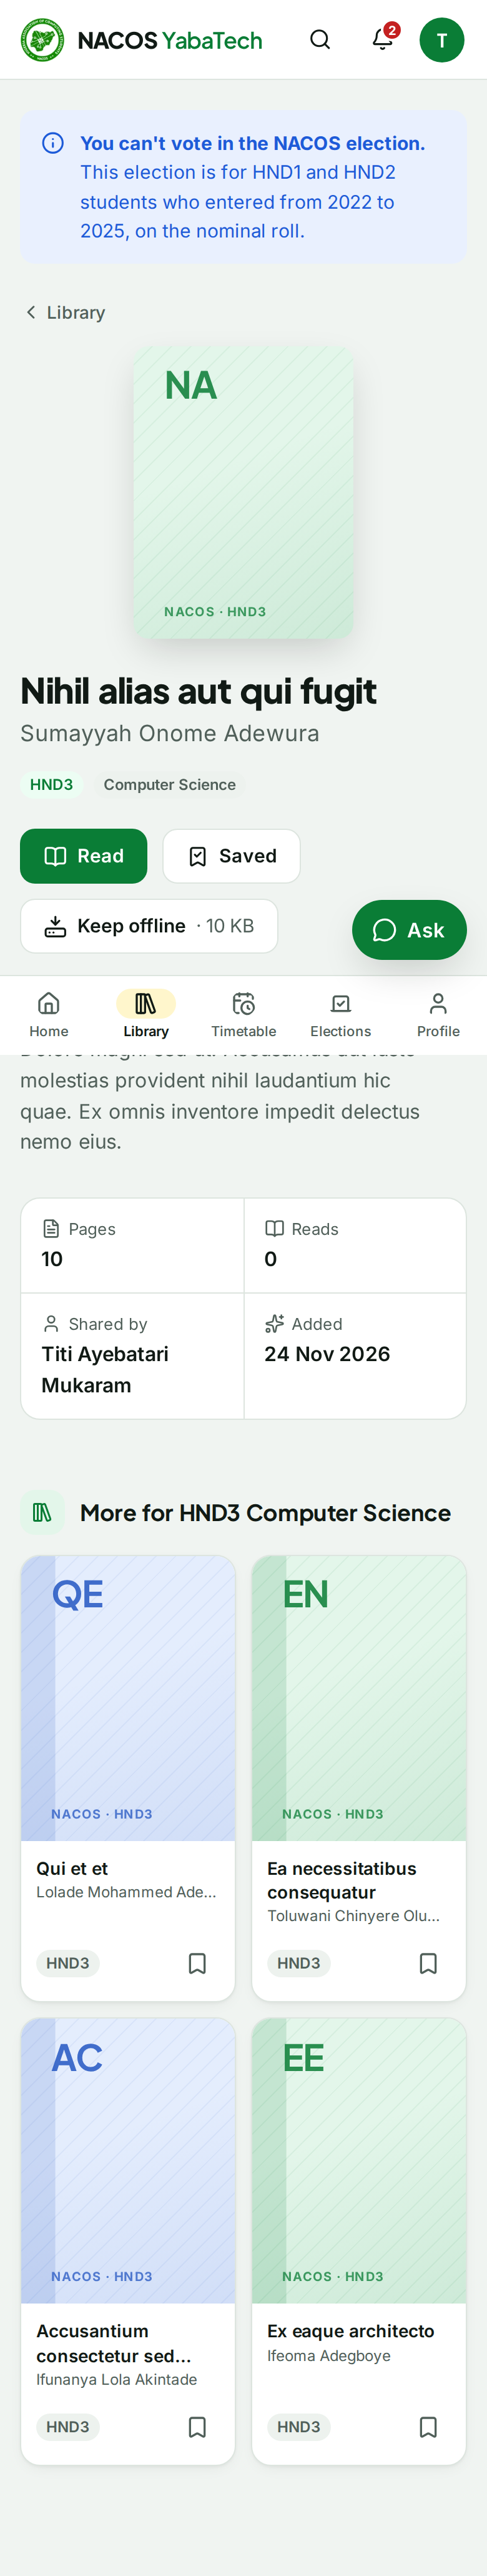 NACOS YabaTech
2
T
You can't vote in the NACOS election.
This election is for HND1 and HND2
students who entered from 2022 to
2025, on the nominal roll.
Library
NA
NACOS · HND3
Nihil alias aut qui fugit
Sumayyah Onome Adewura
HND3 Computer Science
Read Saved
Keep offline · 10 KB
Ask
Home Library Timetable Elections Profile
molestias provident nihil laudantium hic
quae. Ex omnis inventore impedit delectus
nemo eius.
Pages Reads
10 0
Shared by Added
Titi Ayebatari 24 Nov 2026
Mukaram
More for HND3 Computer Science
QE EN
NACOS · HND3 NACOS · HND3
Qui et et
Lolade Mohammed Ade...
HND3
Ea necessitatibus
consequatur
Toluwani Chinyere Olu...
HND3
AC EE
NACOS · HND3 NACOS · HND3
Accusantium
consectetur sed...
Ifunanya Lola Akintade
HND3
Ex eaque architecto
Ifeoma Adegboye
HND3